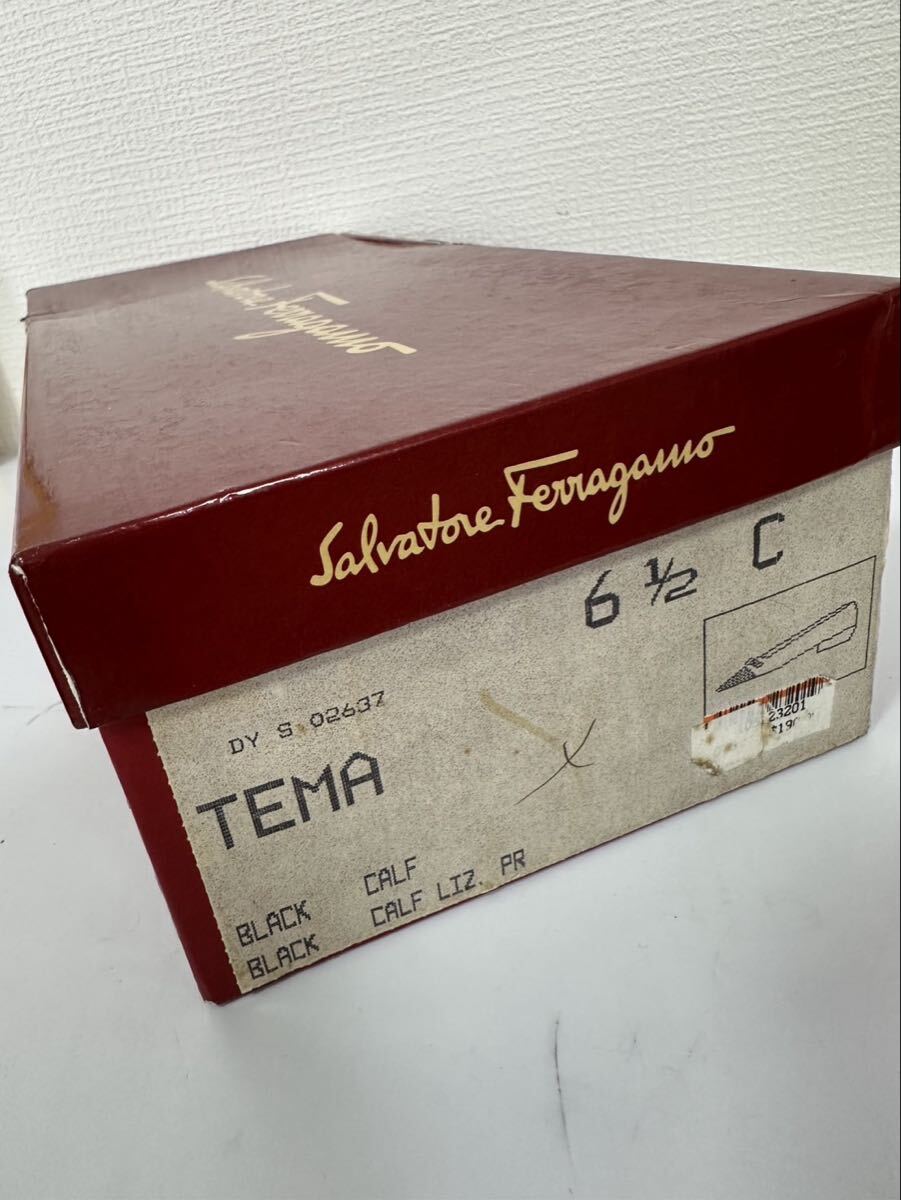 Salvatore Ferragamo
Salvatore Ferragamo
6 ½ C
DY S 02637
TEMA
23201
BLACK CALF
BLACK CALF LIZ. PR